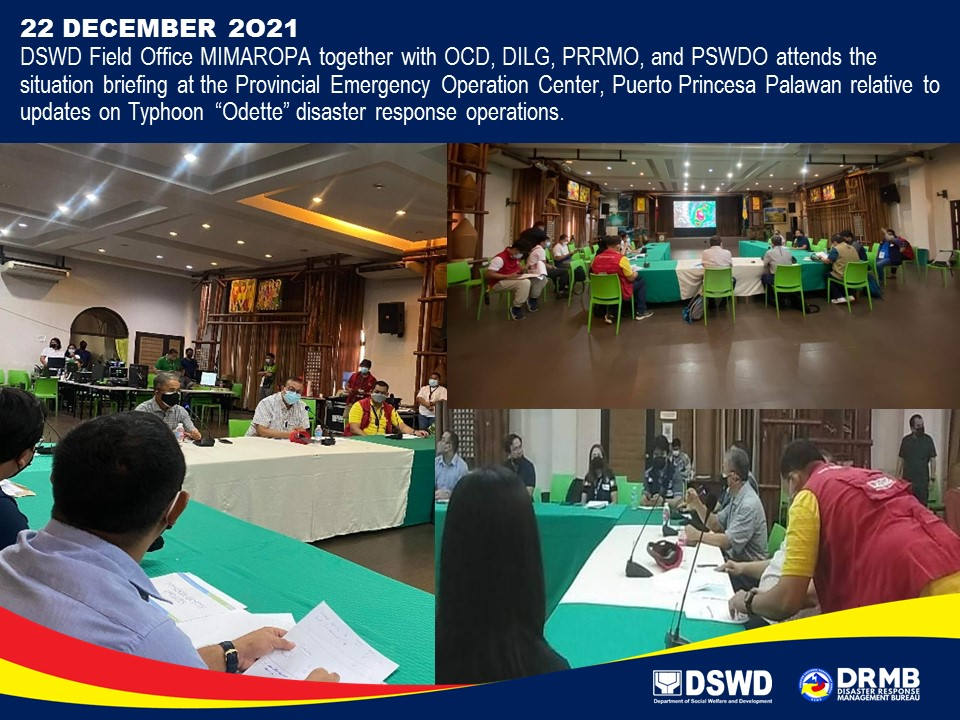 22 DECEMBER 2O21
DSWD Field Office MIMAROPA together with OCD, DILG, PRRMO, and PSWDO attends the
situation briefing at the Provincial Emergency Operation Center, Puerto Princesa Palawan relative to
updates on Typhoon “Odette” disaster response operations.
DSWD
Department of Social Welfare and Development
DRMB
DISASTER RESPONSE
MANAGEMENT BUREAU